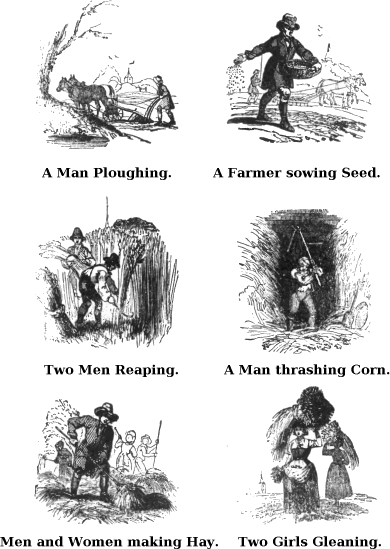 A Man Ploughing.
A Farmer sowing Seed.
Two Men Reaping.
A Man thrashing Corn.
Men and Women making Hay.
Two Girls Gleaning.